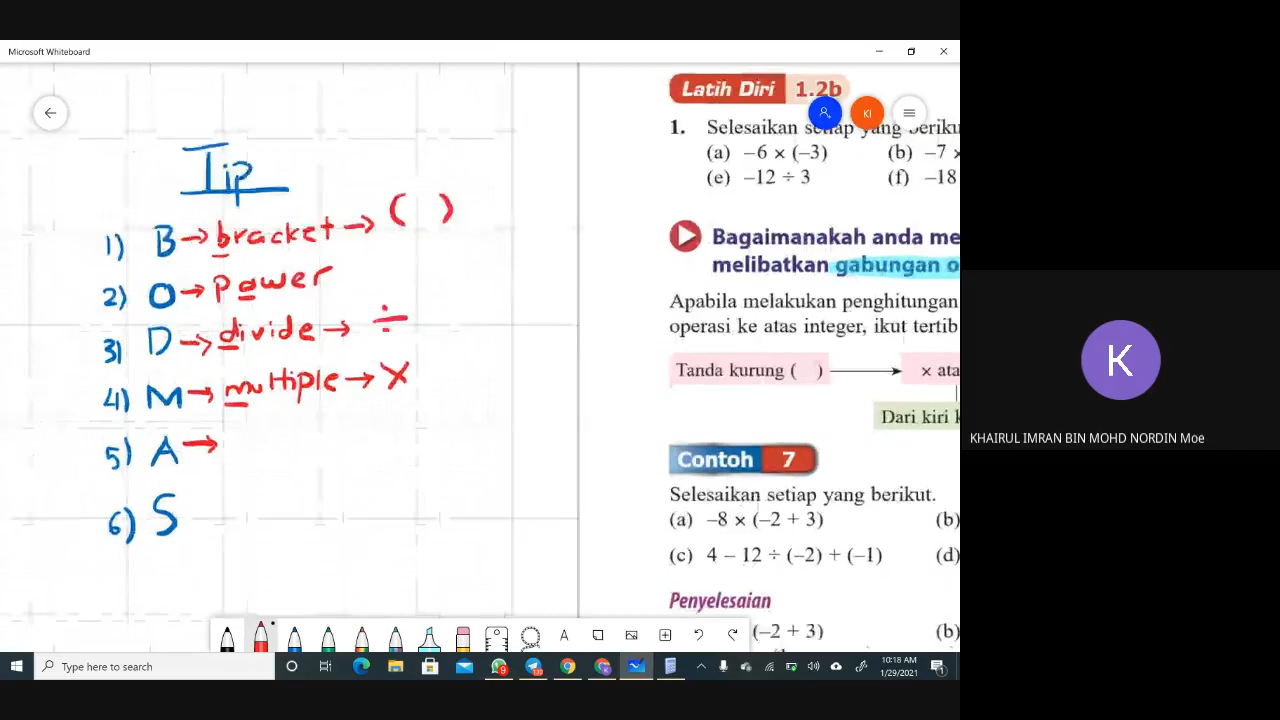 Microsoft Whiteboard
Tip
1) B → bracket → ( )
2) O → power
3) D → divide → ÷
4) M → multiple → ×
5) A →
6) S
Latih Diri 1.2b
KI
1. Selesaikan setiap yang beriku
(a) –6 × (–3) (b) –7 ×
(e) –12 ÷ 3 (f) –18
Bagaimanakah anda me
melibatkan gabungan o
Apabila melakukan penghitungan
operasi ke atas integer, ikut tertib
Tanda kurung ( ) → × ata
Dari kiri k
Contoh 7
Selesaikan setiap yang berikut.
(a) –8 × (–2 + 3) (b)
(c) 4 – 12 ÷ (–2) + (–1) (d)
Penyelesaian
(–2 + 3) (b)
A
Type here to search
10:18 AM
1/29/2021
K
KHAIRUL IMRAN BIN MOHD NORDIN Moe